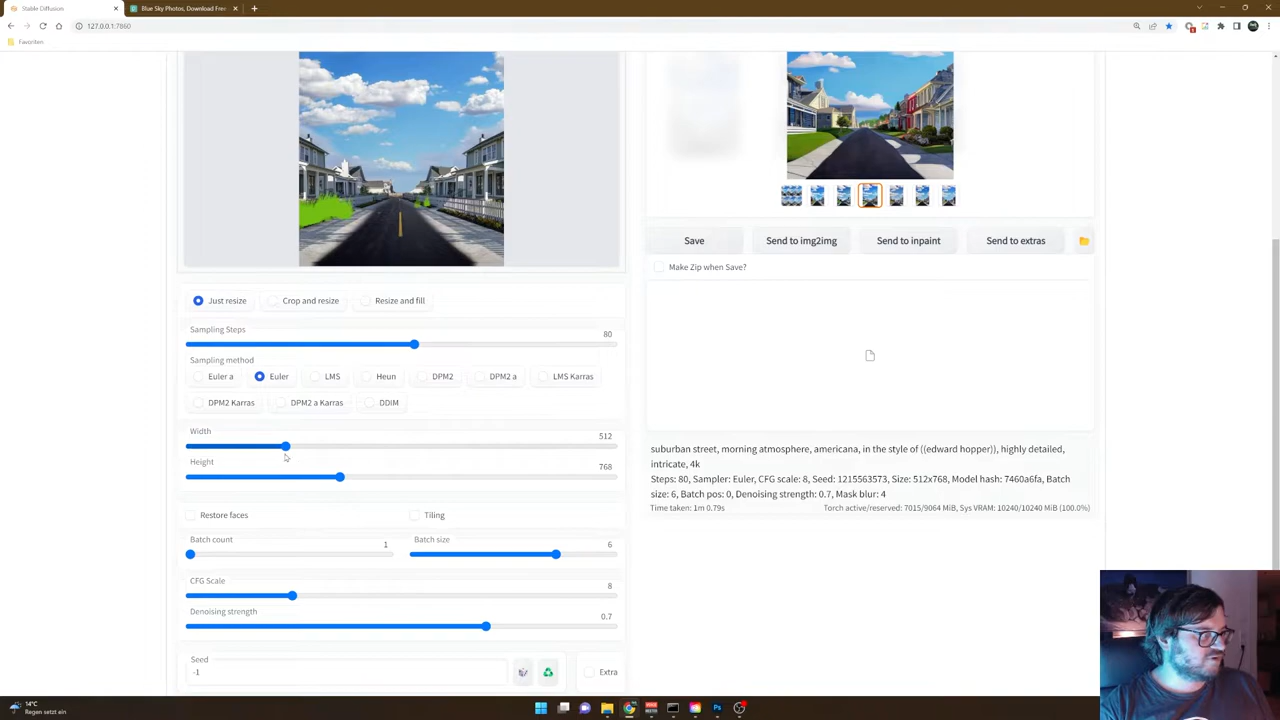 Stable Diffusion
Blue Sky Photos, Download Free
127.0.0.1:7860
Favoriten
Save
Send to img2img
Send to inpaint
Send to extras
Make Zip when Save?
Just resize
Crop and resize
Resize and fill
Sampling Steps
80
Sampling method
Euler a
Euler
LMS
Heun
DPM2
DPM2 a
LMS Karras
DPM2 Karras
DPM2 a Karras
DDIM
Width
512
Height
768
Restore faces
Tiling
Batch count
1
Batch size
6
CFG Scale
8
Denoising strength
0.7
Seed
-1
Extra
suburban street, morning atmosphere, americana, in the style of ((edward hopper)), highly detailed,
intricate, 4k
Steps: 80, Sampler: Euler, CFG scale: 8, Seed: 1215563573, Size: 512x768, Model hash: 7460a6fa, Batch
size: 6, Batch pos: 0, Denoising strength: 0.7, Mask blur: 4
Time taken: 1m 0.79s
Torch active/reserved: 7015/9064 MiB, Sys VRAM: 10240/10240 MiB (100.0%)
14°C
Regen setzt ein
Ps